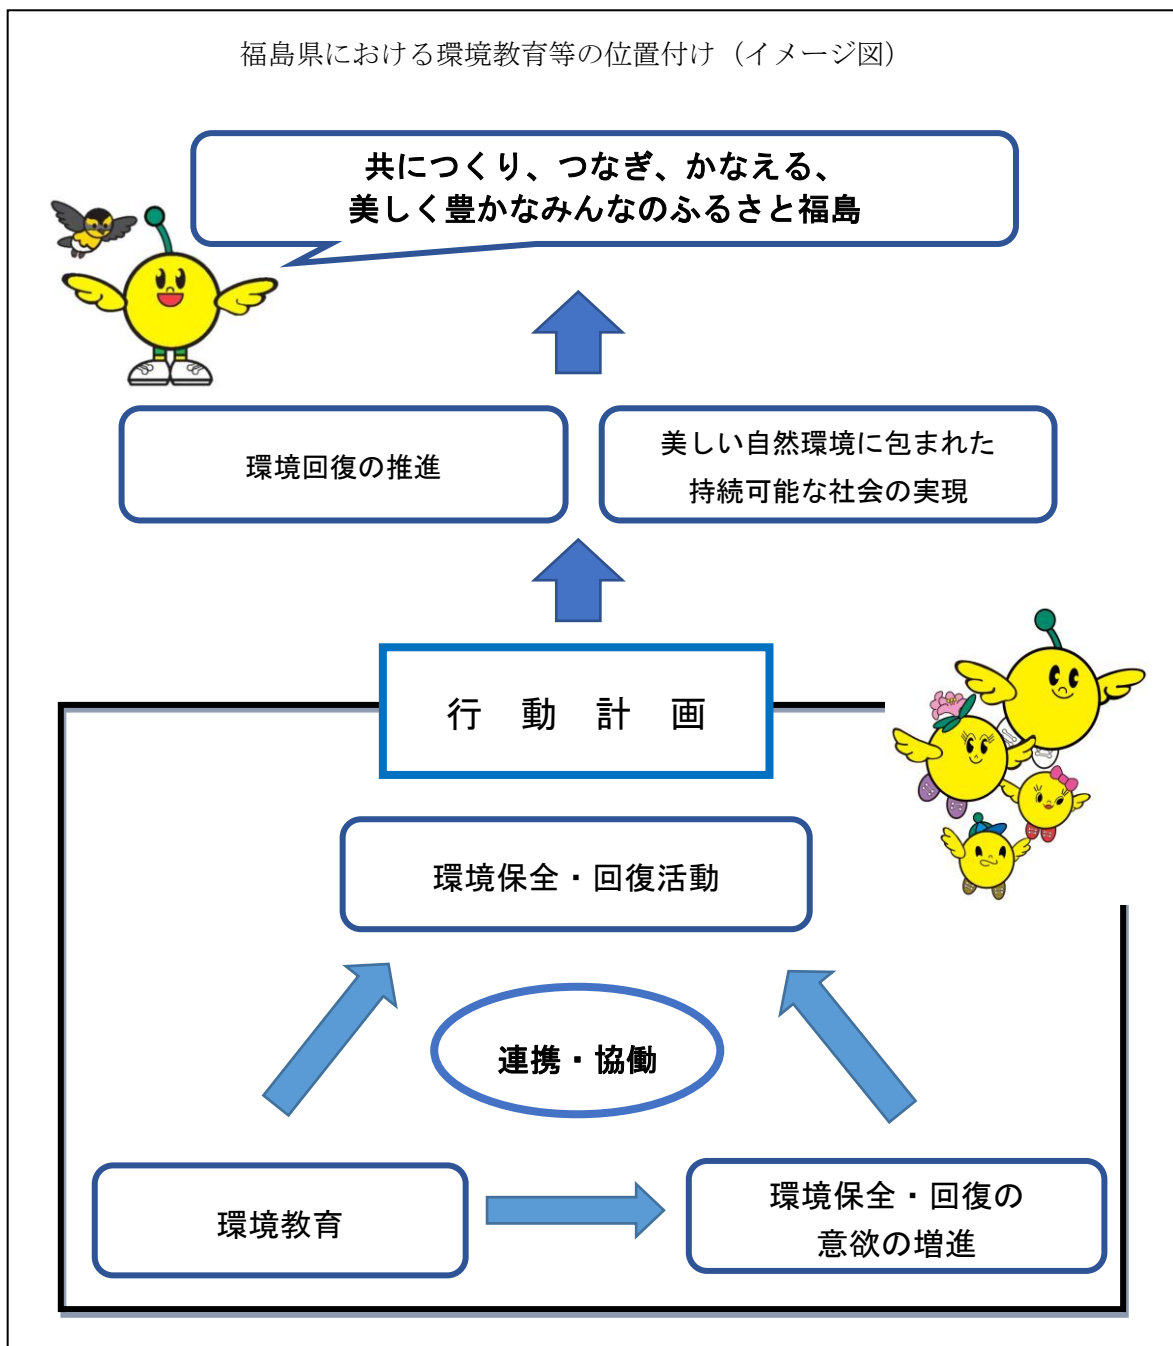 福島県における環境教育等の位置付け（イメージ図）
共につくり、つなぎ、かなえる、
美しく豊かなみんなのふるさと福島
環境回復の推進
美しい自然環境に包まれた
持続可能な社会の実現
行　動　計　画
環境保全・回復活動
連携・協働
環境教育
環境保全・回復の
意欲の増進